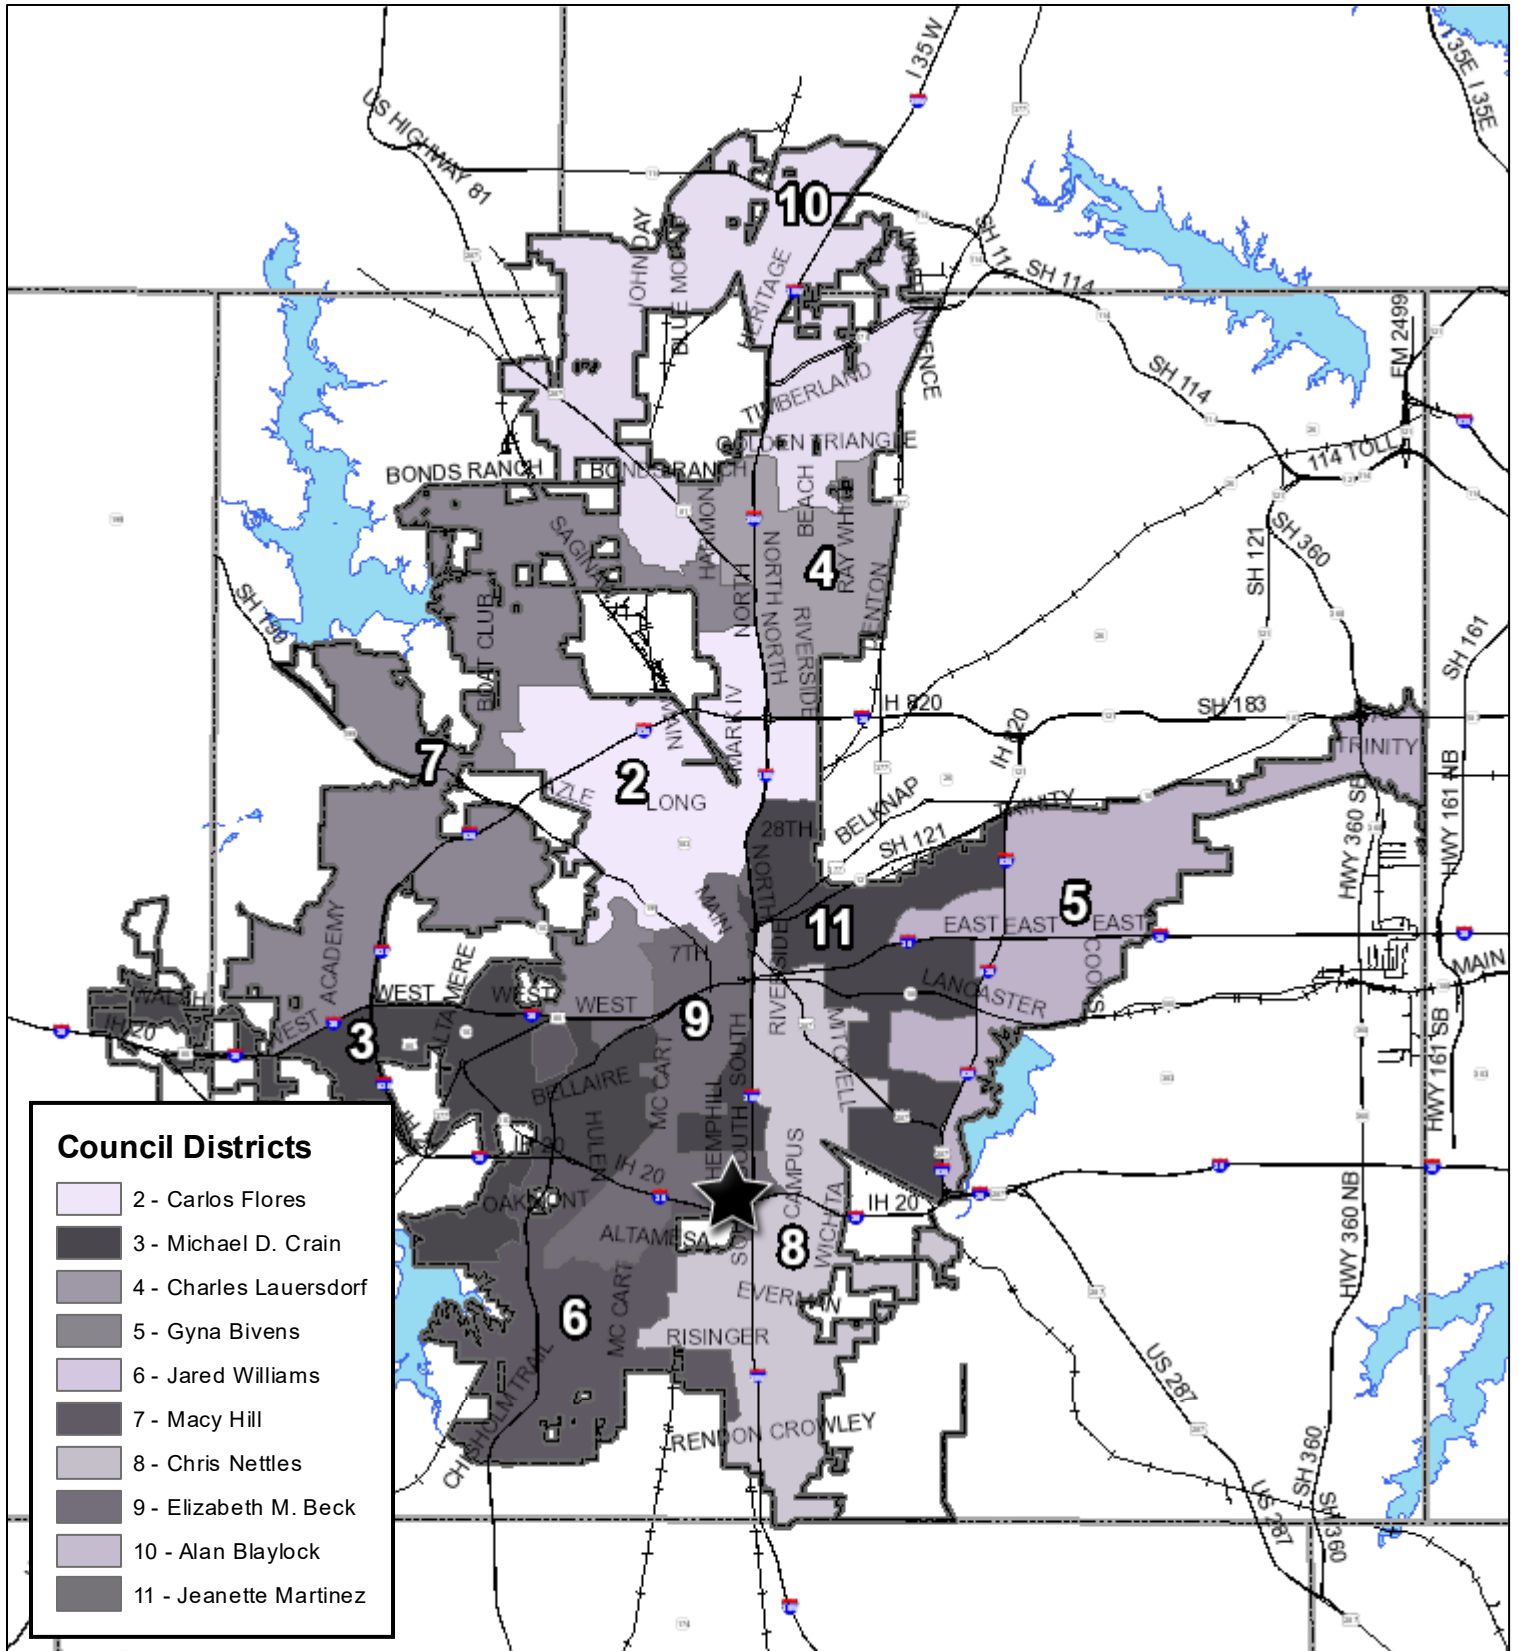 I 35W
I 35E
I 35E
US HIGHWAY 81
10
JOHN DAY
BLUE MOUND
HERITAGE
INDEPENDENCE
SH 114
SH 114
FM 2499
SH 114
TIMBERLAND
GOLDEN TRIANGLE
114 TOLL
BONDS RANCH
BONDS RANCH
HARMON
BEACH
RAY WHITE
SAGINAW
4
SH 121
SH 360
NORTH
NORTH
NORTH
RIVERSIDE
DENTON
SH 199
BOAT CLUB
SH 161
MARK IV
IH 820
IH 820
SH 183
TRINITY
7
2
AZLE
LONG
HWY 161 NB
HWY 360 SB
BELKNAP
TRINITY
28TH
SH 121
MAIN
NORTH
11
5
EAST
EAST
EAST
ACADEMY
7TH
RIVERSIDE
COOKS
MAIN
WALSH
WEST
ALTAMERE
WEST
WEST
LANCASTER
IH 20
WEST
3
9
MITCHELL
HWY 161 SB
BELLAIRE
MC CART
HEMPHILL
SOUTH
SOUTH
HULEN
IH 20
IH 20
CAMPUS
OAKMONT
WICHITA
IH 20
ALTAMESA
8
HWY 360 NB
EVERMAN
6
MC CART
RISINGER
US 287
CHISHOLM TRAIL
RENDON CROWLEY
SH 360
US 287
SH 360
Council Districts
2 - Carlos Flores
3 - Michael D. Crain
4 - Charles Lauersdorf
5 - Gyna Bivens
6 - Jared Williams
7 - Macy Hill
8 - Chris Nettles
9 - Elizabeth M. Beck
10 - Alan Blaylock
11 - Jeanette Martinez